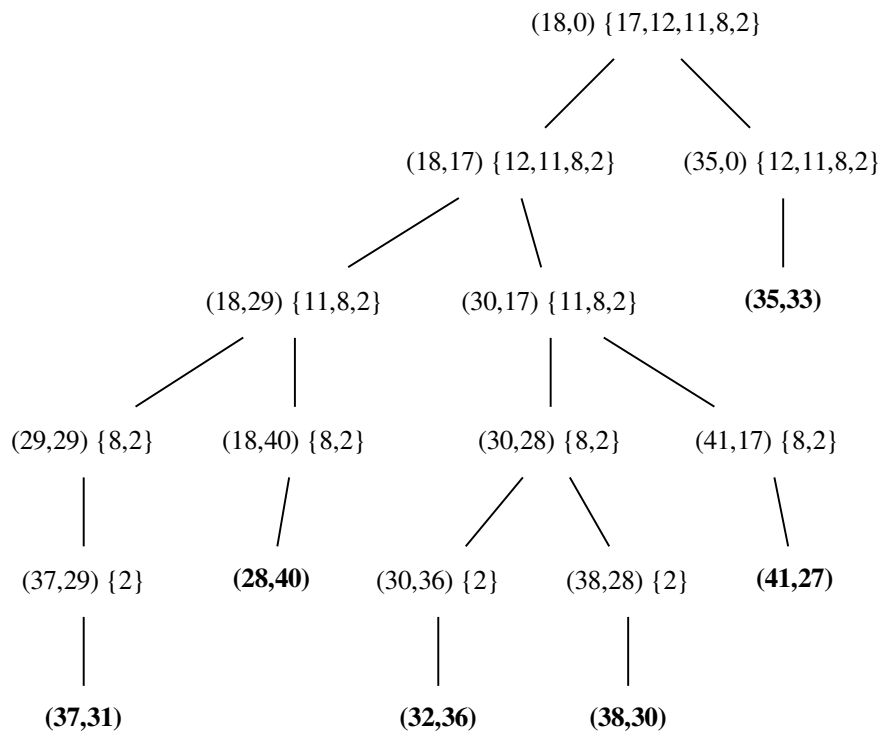 (18,0) {17,12,11,8,2}
(18,17) {12,11,8,2} (35,0) {12,11,8,2}
(18,29) {11,8,2} (30,17) {11,8,2} (35,33)
(29,29) {8,2} (18,40) {8,2} (30,28) {8,2} (41,17) {8,2}
(37,29) {2} (28,40) (30,36) {2} (38,28) {2} (41,27)
(37,31) (32,36) (38,30)